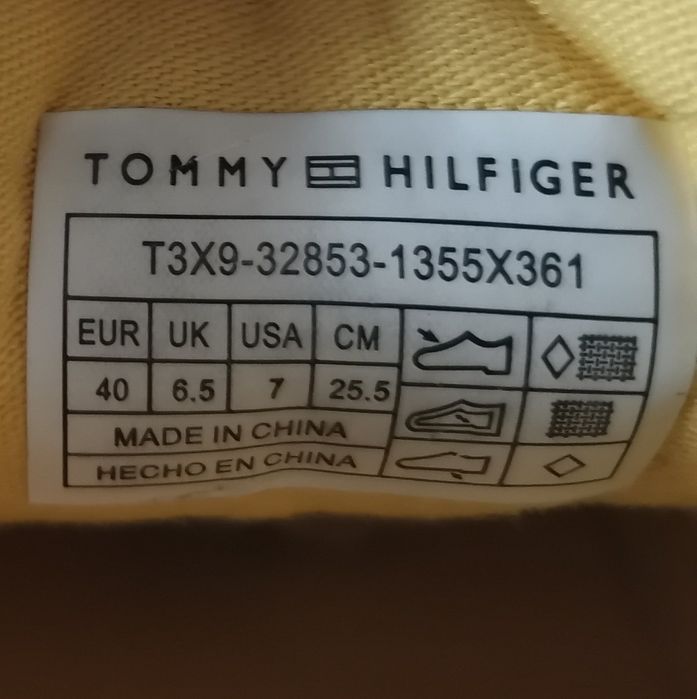 TOMMY HILFIGER
T3X9-32853-1355X361
EUR UK USA CM
40 6.5 7 25.5
MADE IN CHINA
HECHO EN CHINA